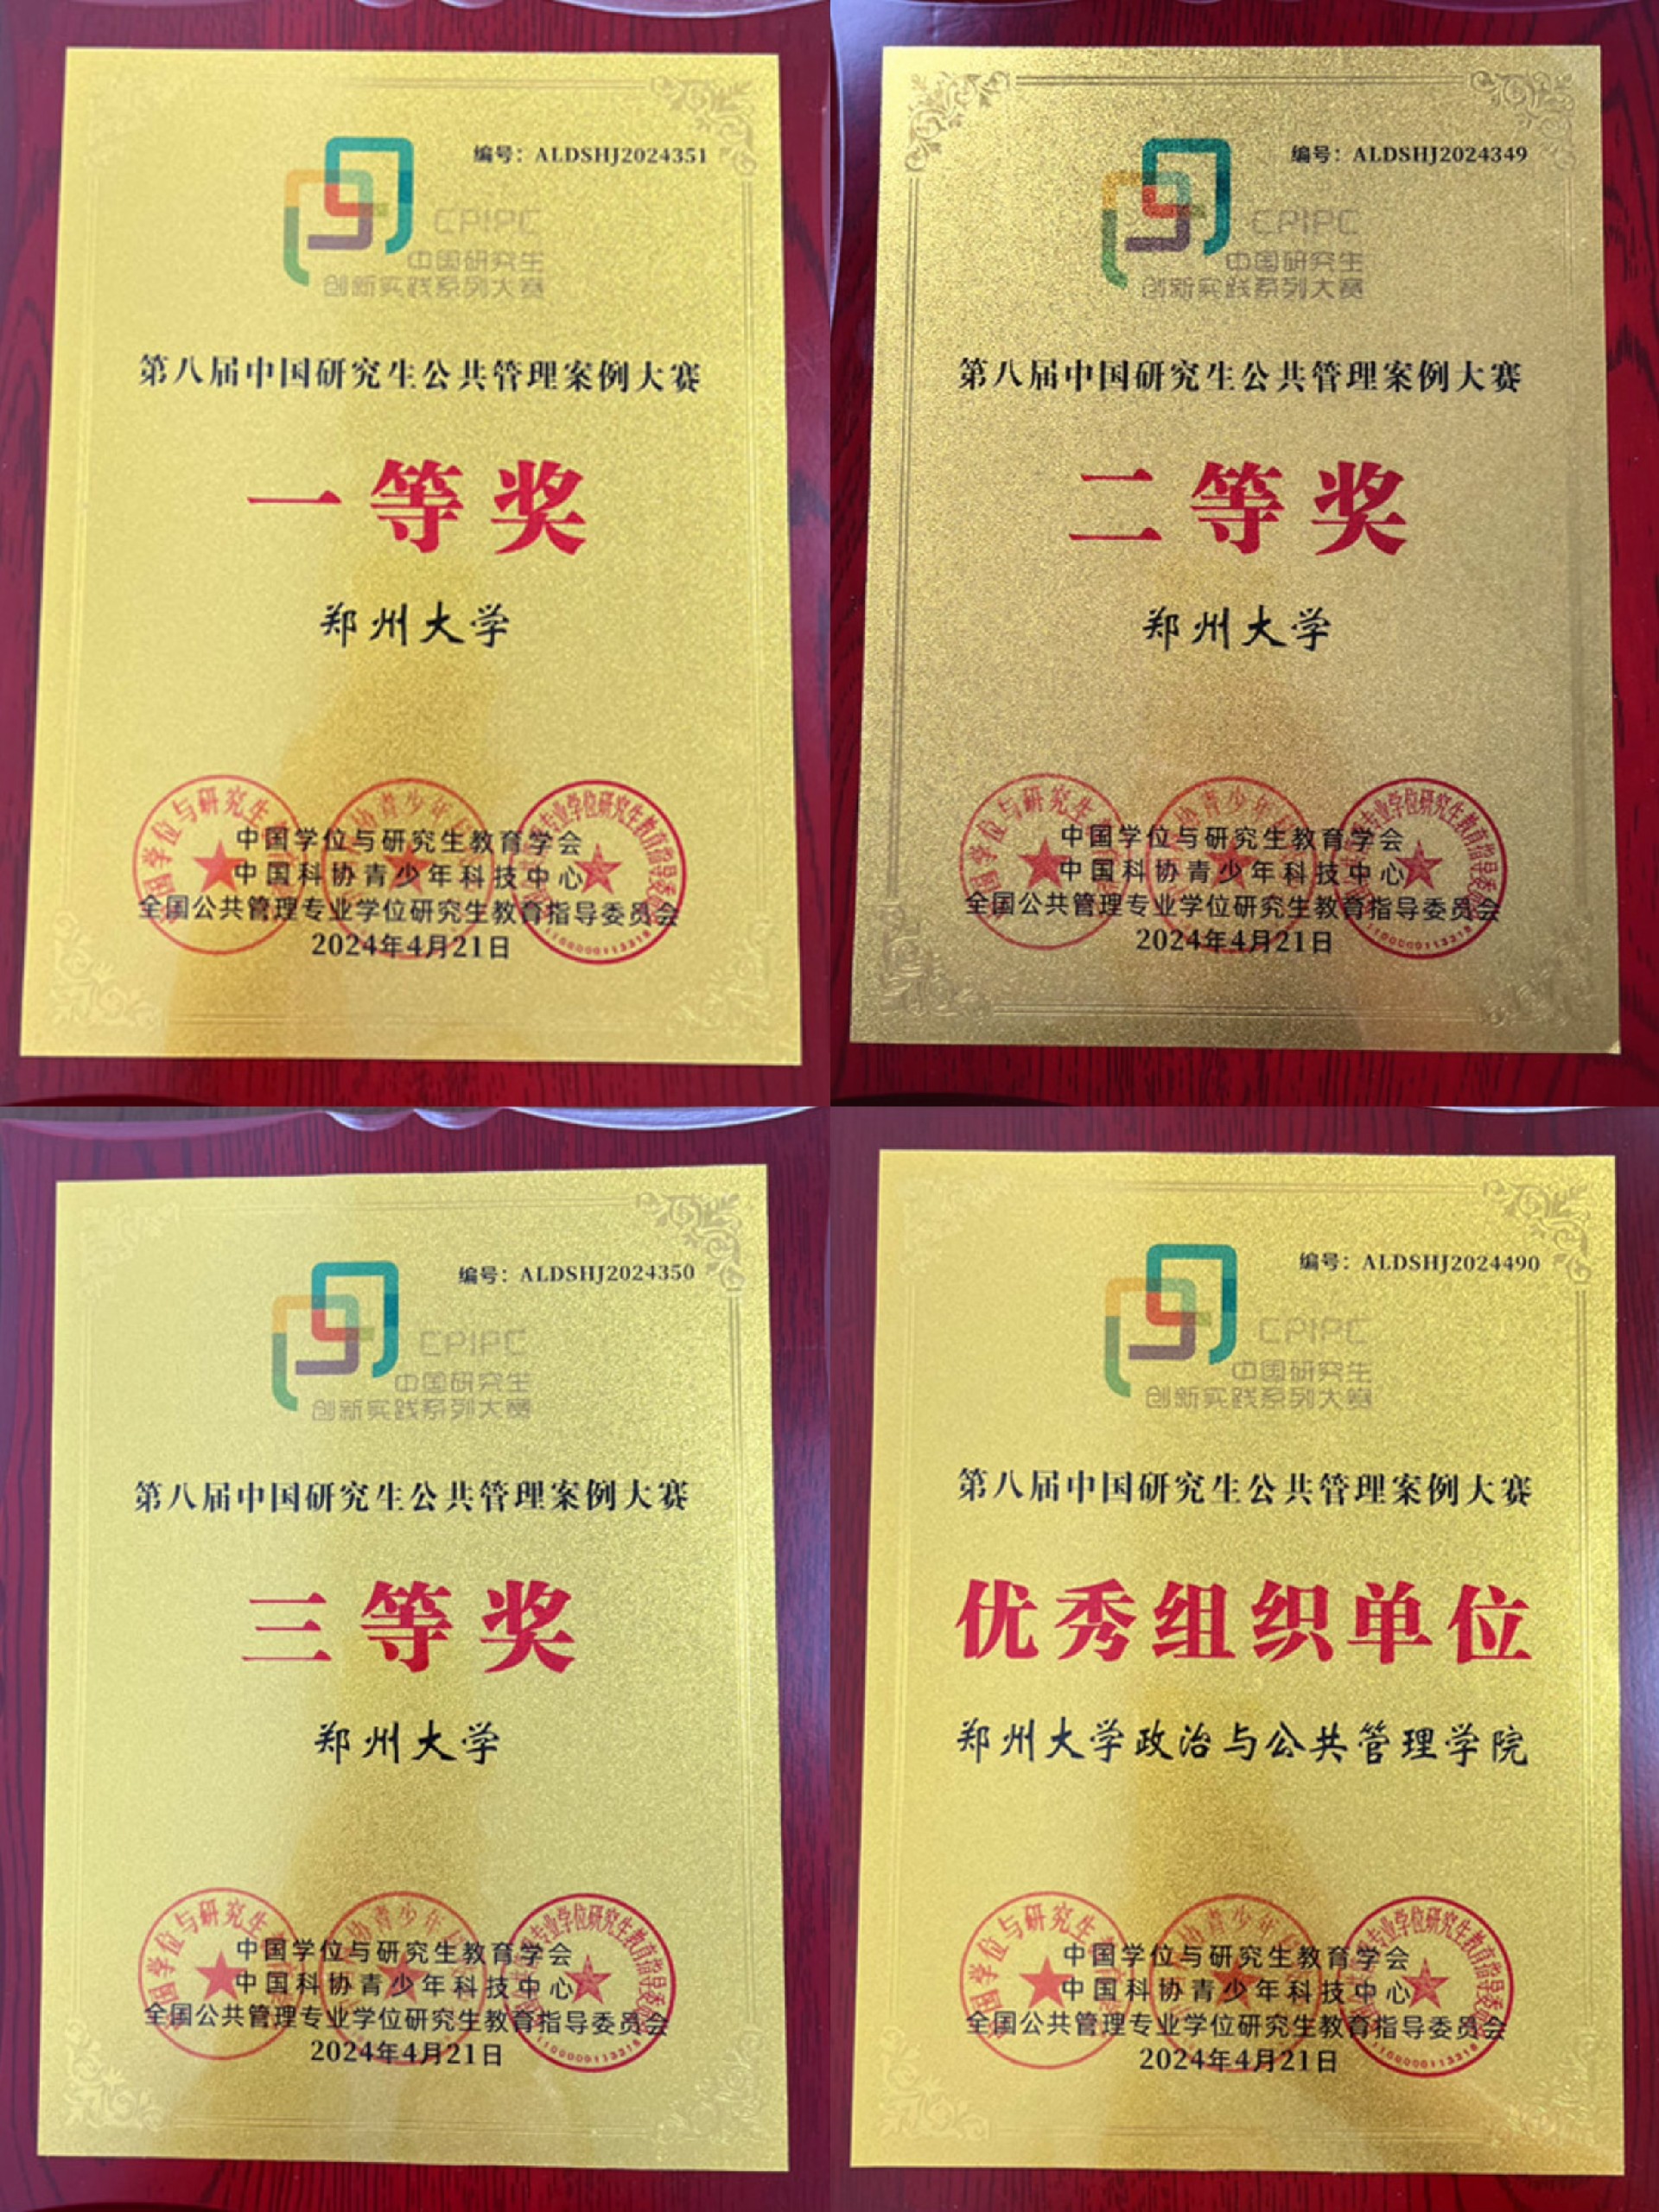 编号：ALDSHJ2024351
CPIPC
中国研究生
创新实践系列大赛
第八届中国研究生公共管理案例大赛
一等奖
郑州大学
中国学位与研究生教育学会
中国科协青少年科技中心
全国公共管理专业学位研究生教育指导委员会
2024年4月21日
编号：ALDSHJ2024349
CPIPC
中国研究生
创新实践系列大赛
第八届中国研究生公共管理案例大赛
二等奖
郑州大学
中国学位与研究生教育学会
中国科协青少年科技中心
全国公共管理专业学位研究生教育指导委员会
2024年4月21日
编号：ALDSHJ2024350
CPIPC
中国研究生
创新实践系列大赛
第八届中国研究生公共管理案例大赛
三等奖
郑州大学
中国学位与研究生教育学会
中国科协青少年科技中心
全国公共管理专业学位研究生教育指导委员会
2024年4月21日
编号：ALDSHJ2024490
CPIPC
中国研究生
创新实践系列大赛
第八届中国研究生公共管理案例大赛
优秀组织单位
郑州大学政治与公共管理学院
中国学位与研究生教育学会
中国科协青少年科技中心
全国公共管理专业学位研究生教育指导委员会
2024年4月21日